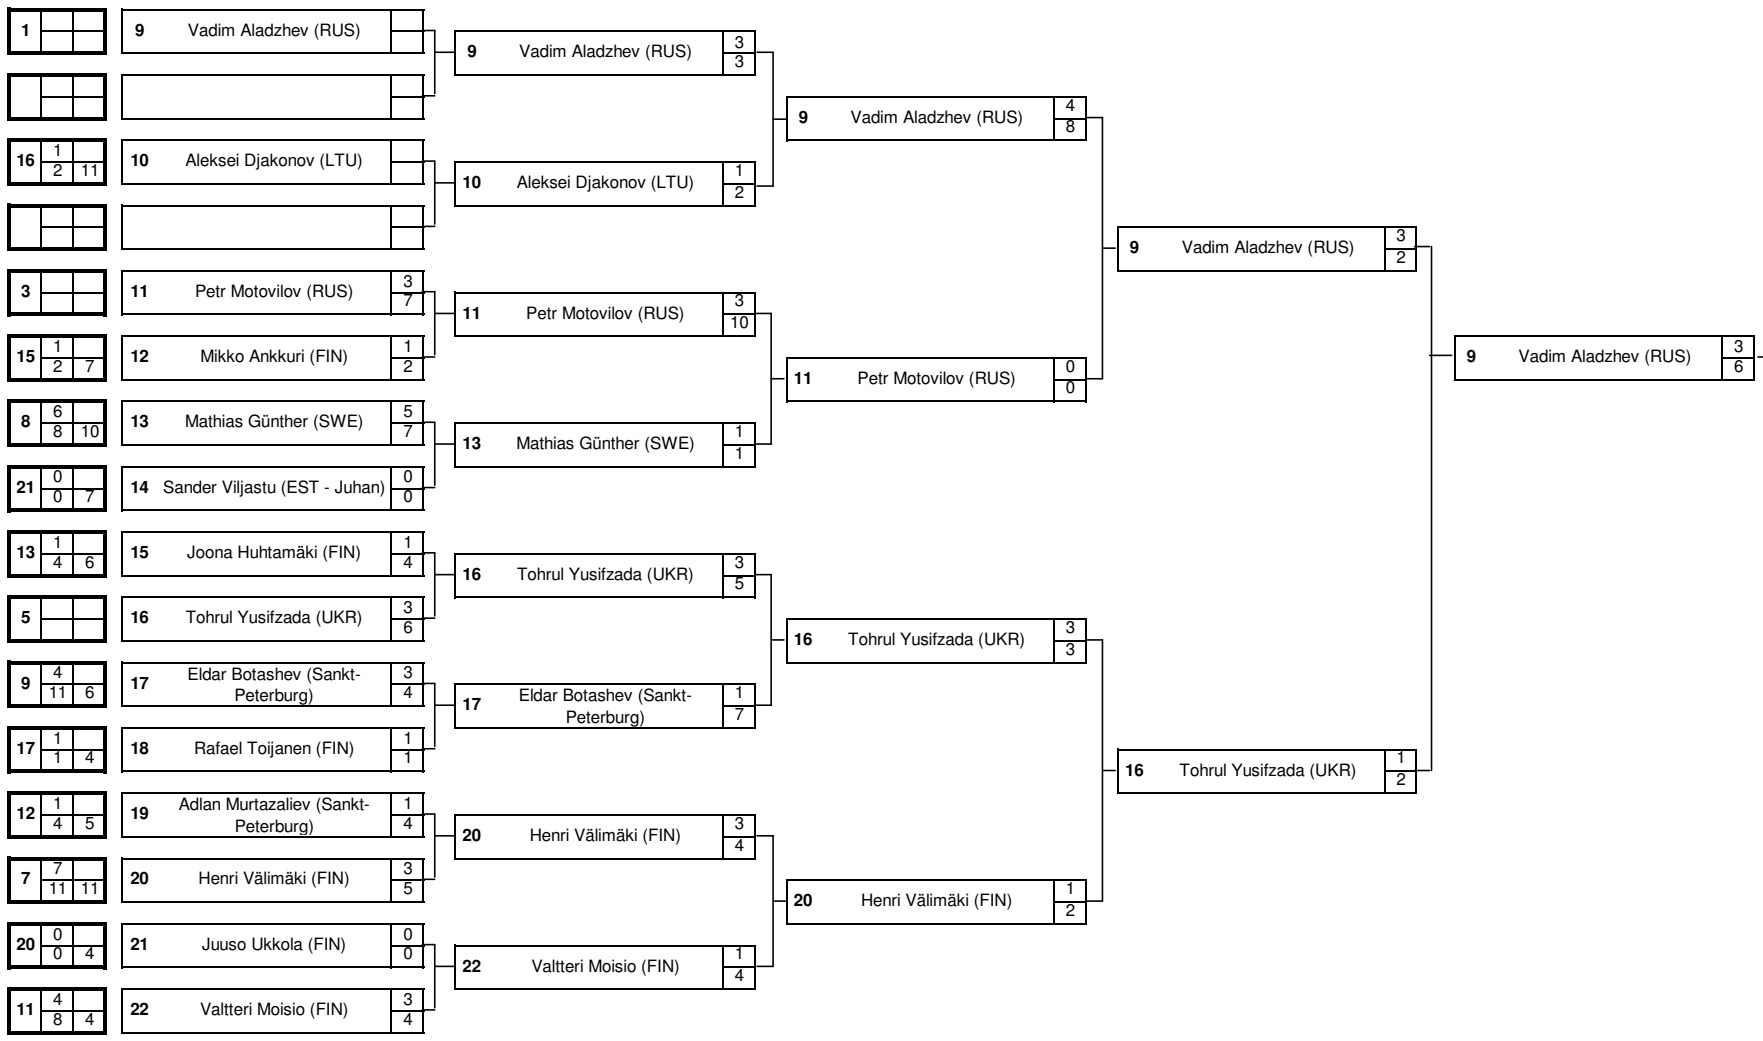 1 9 Vadim Aladzhev (RUS)
9 Vadim Aladzhev (RUS) 3
3
9 Vadim Aladzhev (RUS) 4
8
16 1 10 Aleksei Djakonov (LTU)
2 11
10 Aleksei Djakonov (LTU) 1
2
9 Vadim Aladzhev (RUS) 3
2
3 11 Petr Motovilov (RUS) 3
7
11 Petr Motovilov (RUS) 3
10
15 1 12 Mikko Ankkuri (FIN) 1
2 7 2
9 Vadim Aladzhev (RUS) 3
6
11 Petr Motovilov (RUS) 0
0
8 6 13 Mathias Günther (SWE) 5
8 10 7
13 Mathias Günther (SWE) 1
1
21 0 14 Sander Viljastu (EST - Juhan) 0
0 7 0
13 1 15 Joona Huhtamäki (FIN) 1
4 6 4
16 Tohrul Yusifzada (UKR) 3
5
5 16 Tohrul Yusifzada (UKR) 3
6
16 Tohrul Yusifzada (UKR) 3
3
9 4 17 Eldar Botashev (Sankt- 3
11 6 Peterburg) 4
17 Eldar Botashev (Sankt- 1
Peterburg) 7
17 1 18 Rafael Toijanen (FIN) 1
1 4 1
16 Tohrul Yusifzada (UKR) 1
2
12 1 19 Adlan Murtazaliev (Sankt- 1
4 5 Peterburg) 4
20 Henri Välimäki (FIN) 3
4
7 7 20 Henri Välimäki (FIN) 3
11 11 5
20 Henri Välimäki (FIN) 1
2
20 0 21 Juuso Ukkola (FIN) 0
0 4 0
22 Valtteri Moisio (FIN) 1
4
11 4 22 Valtteri Moisio (FIN) 3
8 4 4